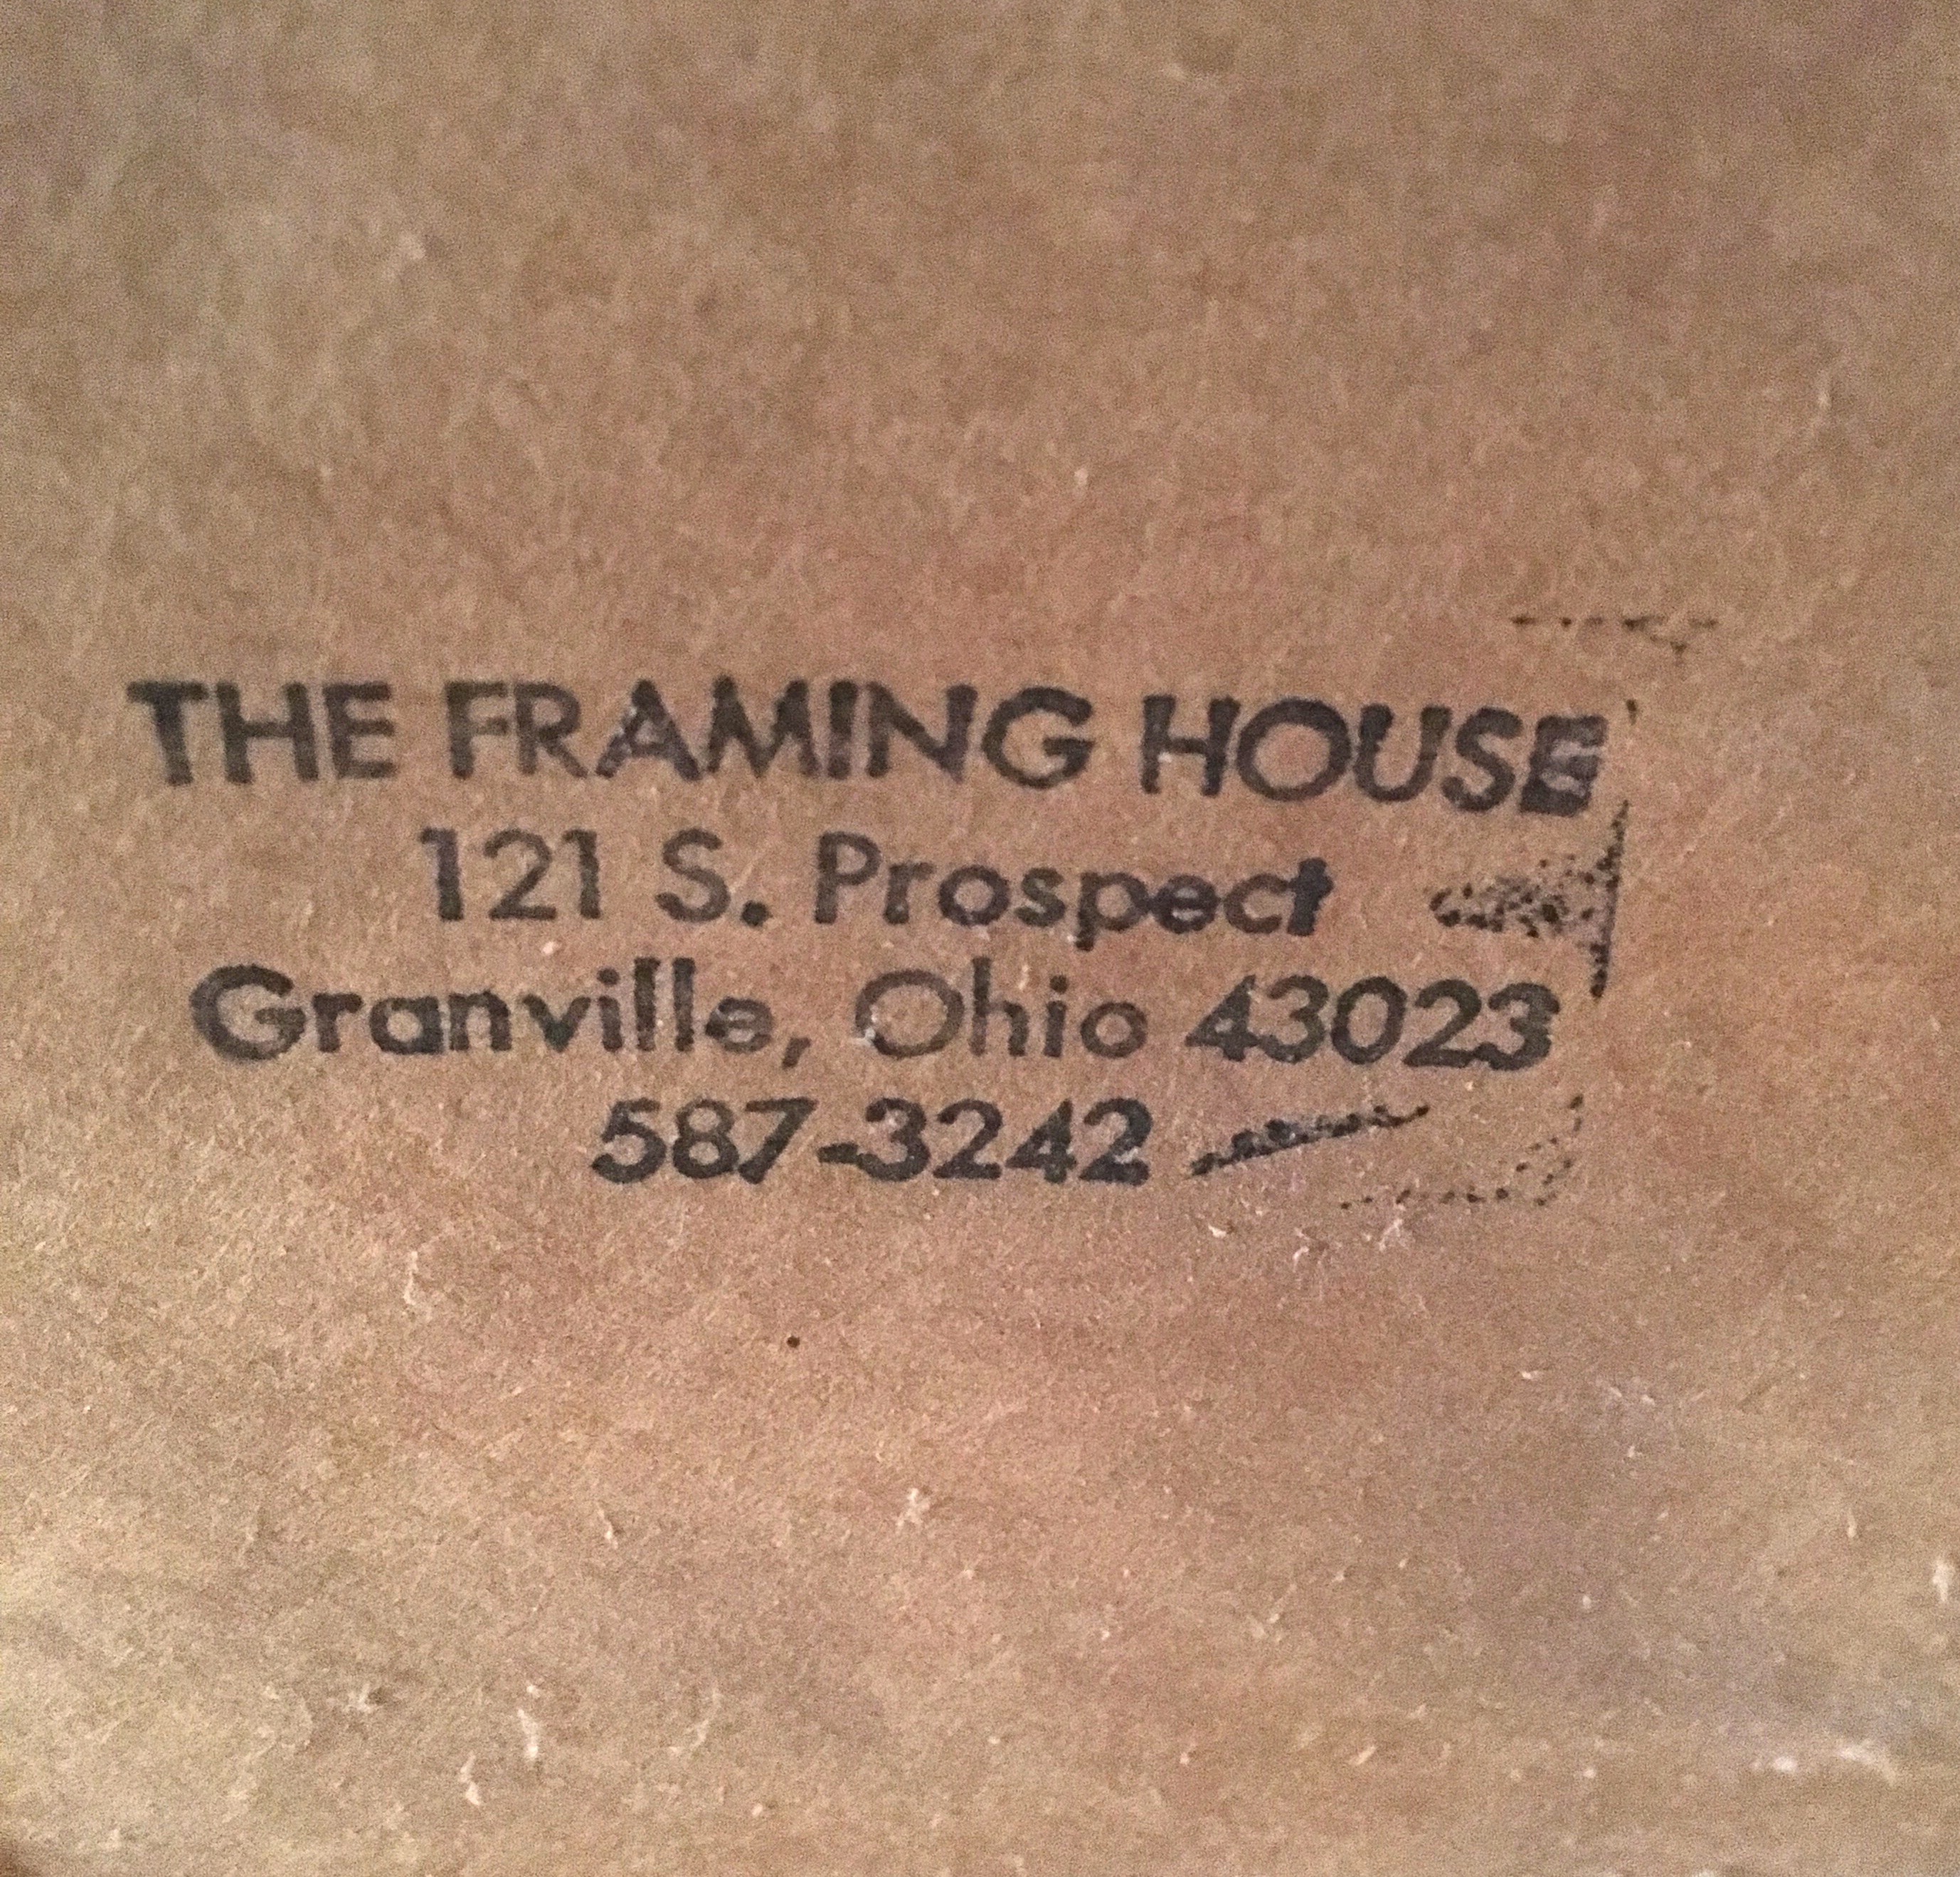 THE FRAMING HOUSE
121 S. Prospect
Granville, Ohio 43023
587-3242